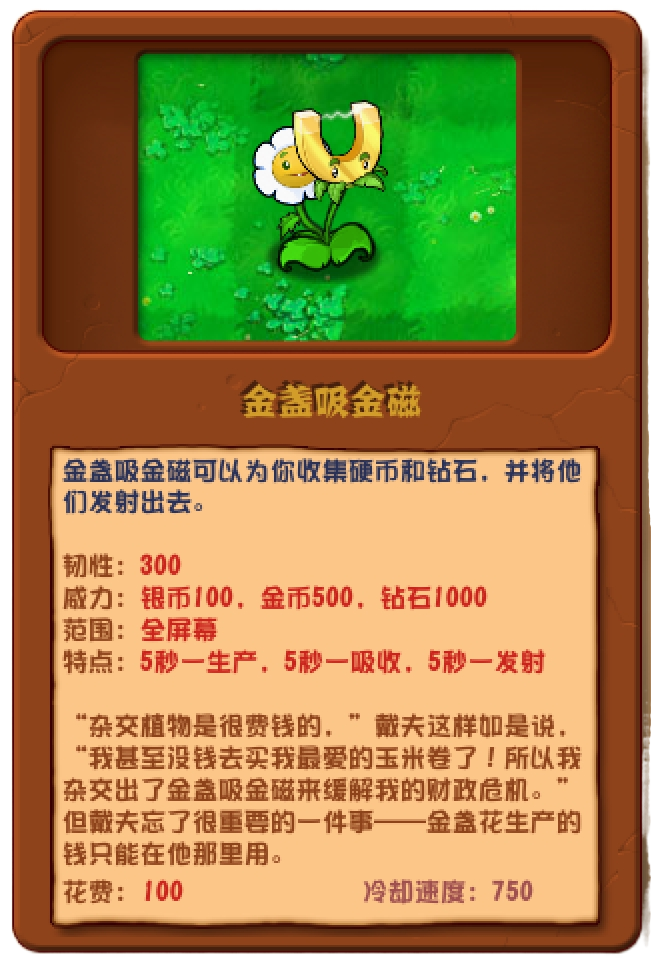 金盏吸金磁
金盏吸金磁可以为你收集硬币和钻石，并将他
们发射出去。
韧性：300
威力：银币100，金币500，钻石1000
范围：全屏幕
特点：5秒一生产，5秒一吸收，5秒一发射
“杂交植物是很费钱的，”戴夫这样如是说，
“我甚至没钱去买我最爱的玉米卷了！所以我
杂交出了金盏吸金磁来缓解我的财政危机。”
但戴夫忘了很重要的一件事——金盏花生产的
钱只能在他那里用。
花费：100 冷却速度：750